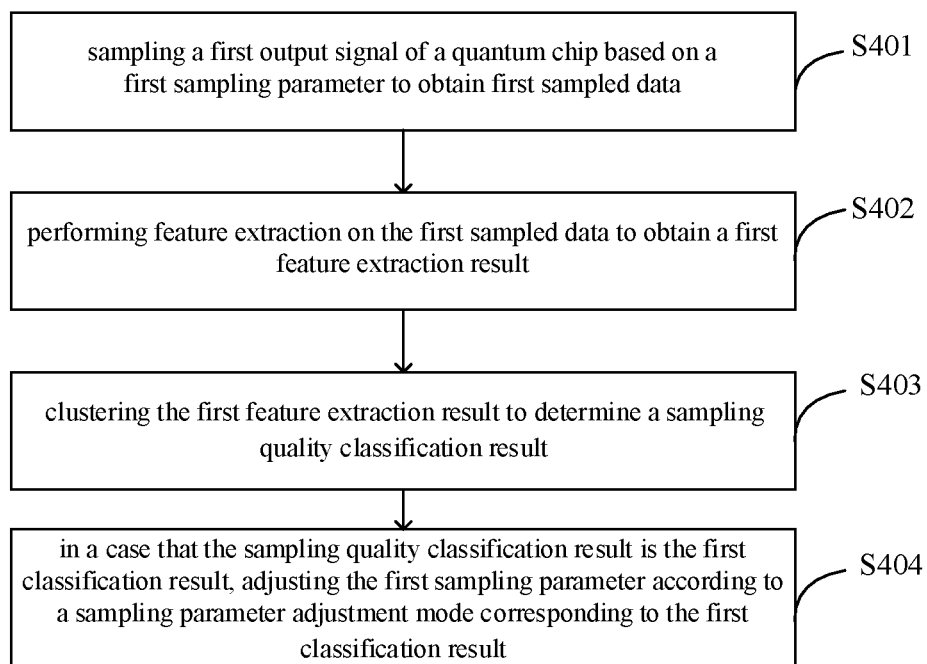 sampling a first output signal of a quantum chip based on a
first sampling parameter to obtain first sampled data
S401
performing feature extraction on the first sampled data to obtain a first
feature extraction result
S402
clustering the first feature extraction result to determine a sampling
quality classification result
S403
in a case that the sampling quality classification result is the first
classification result, adjusting the first sampling parameter according to
a sampling parameter adjustment mode corresponding to the first
classification result
S404